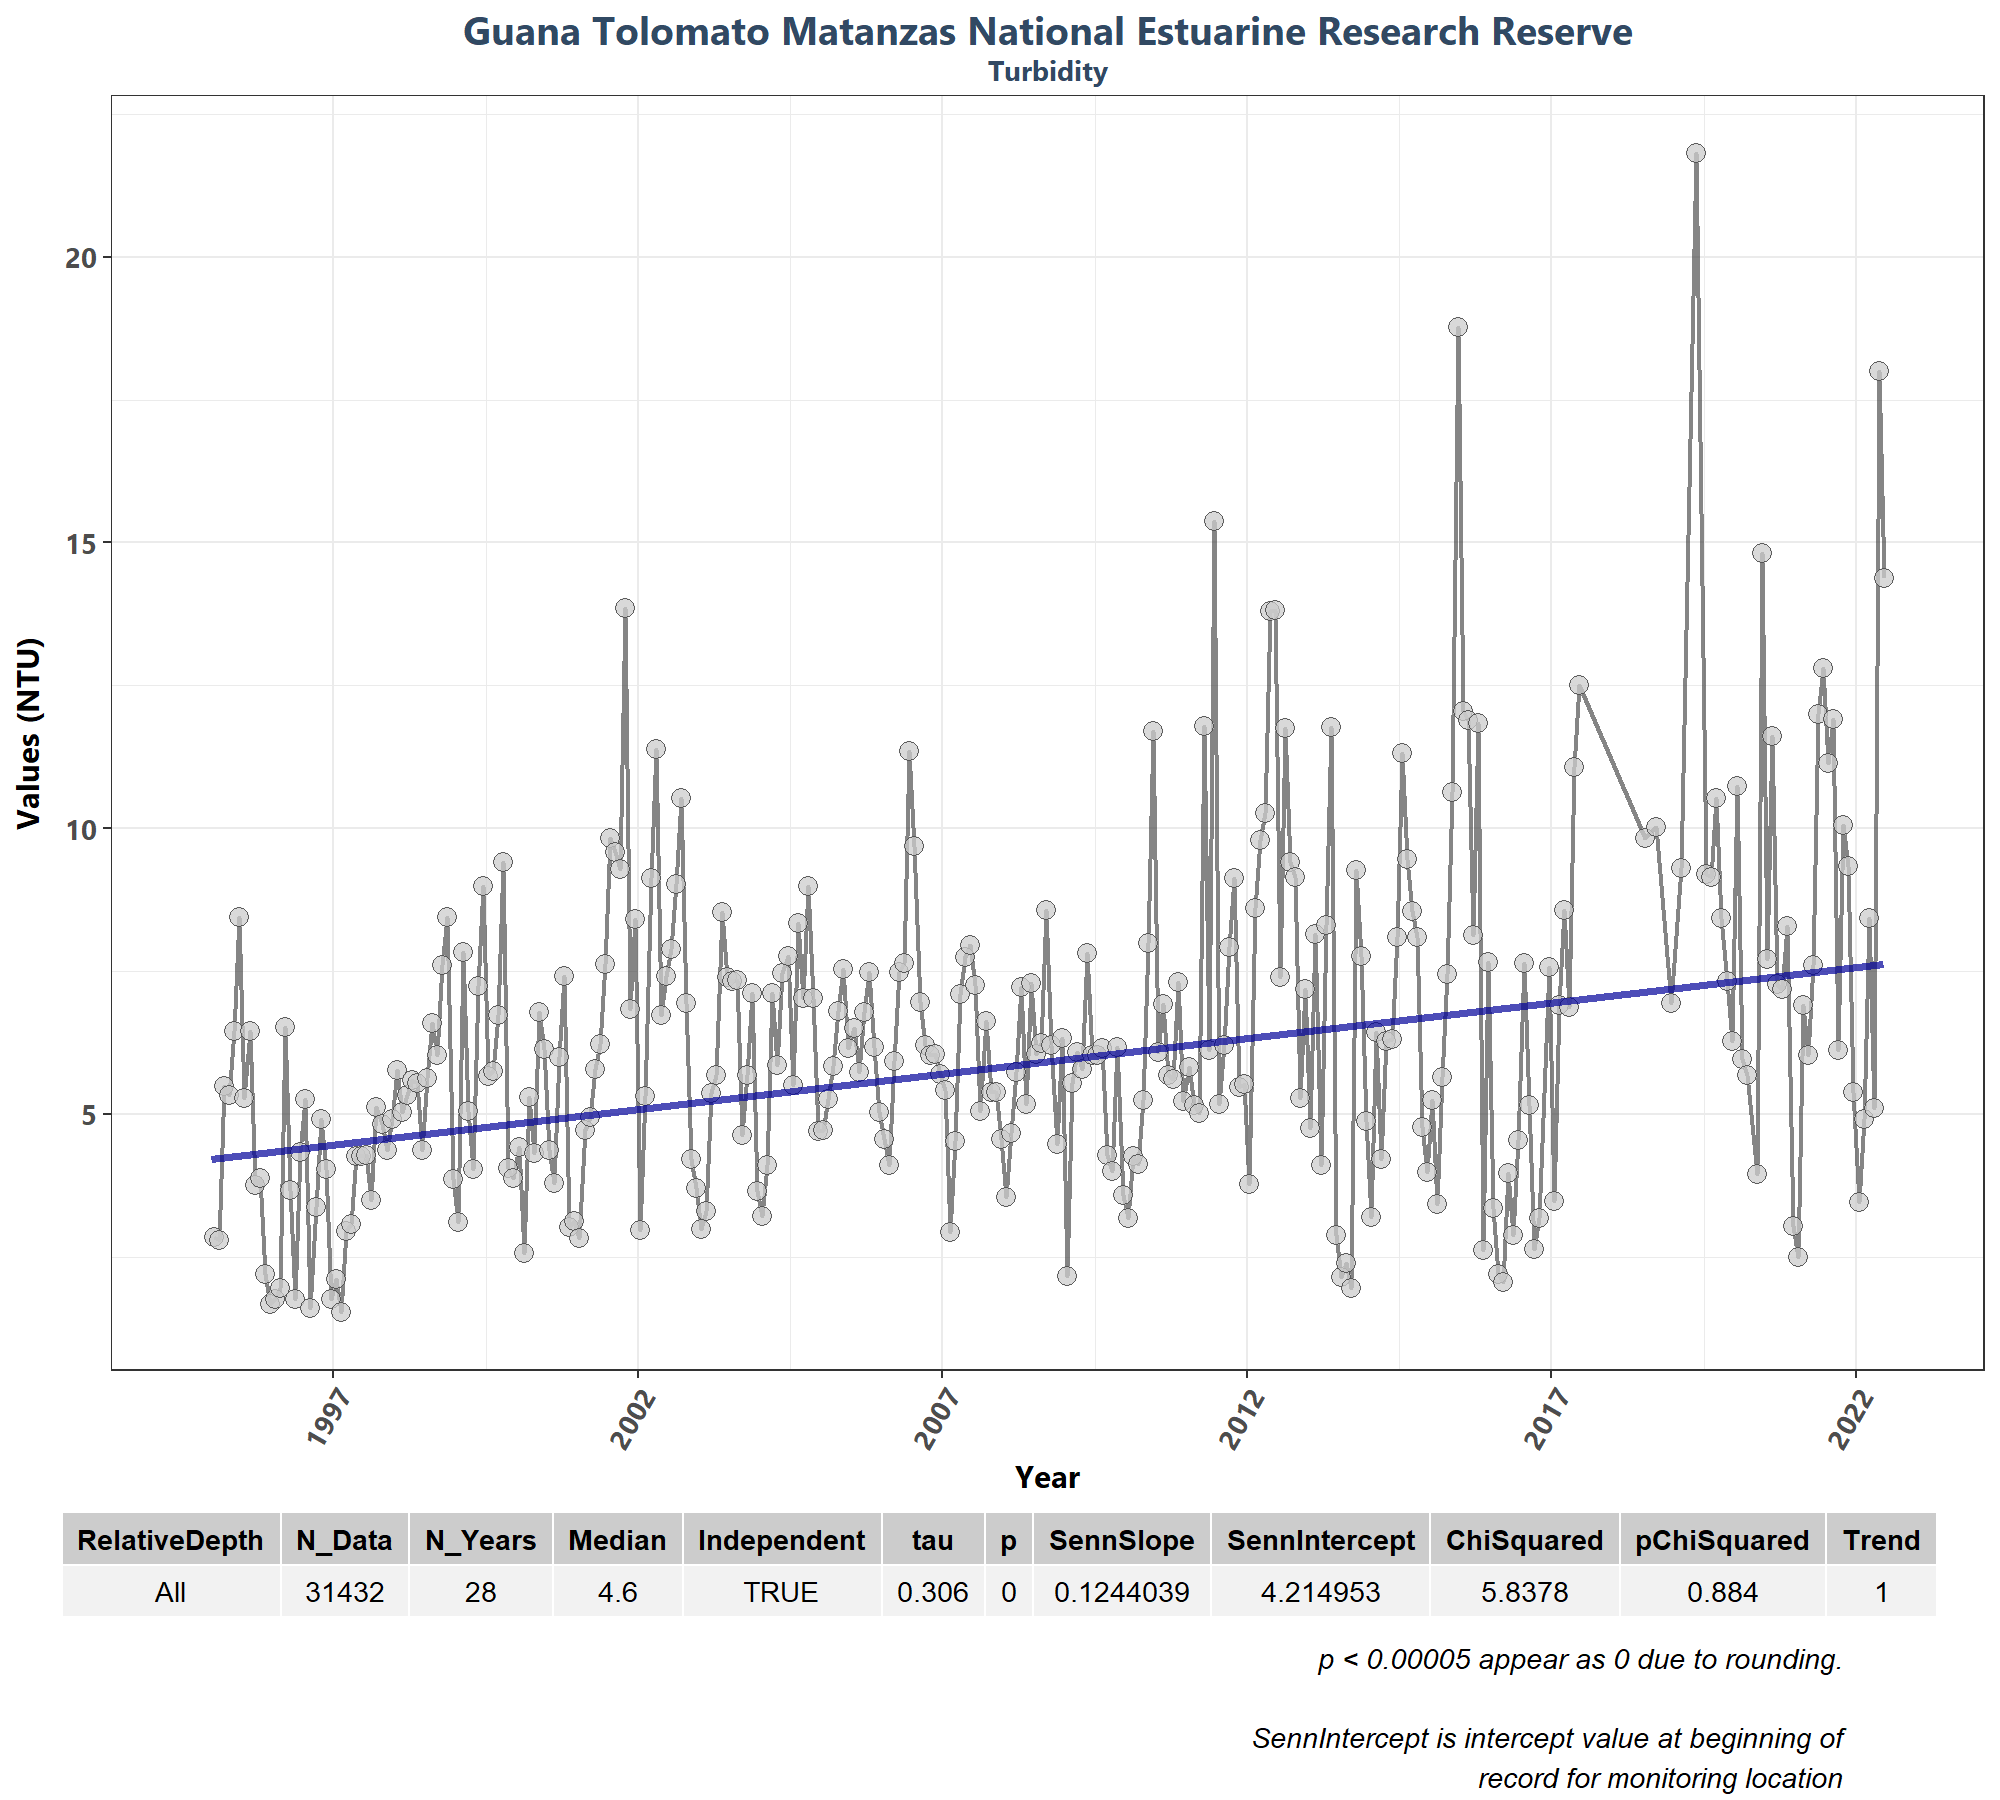 Guana Tolomato Matanzas National Estuarine Research Reserve
Turbidity
Values (NTU)
20
15
10
5
1997 2002 2007 2012 2017 2022
Year
RelativeDepth N_Data N_Years Median Independent tau p SennSlope SennIntercept ChiSquared pChiSquared Trend
All 31432 28 4.6 TRUE 0.306 0 0.1244039 4.214953 5.8378 0.884 1
p < 0.00005 appear as 0 due to rounding.
SennIntercept is intercept value at beginning of
record for monitoring location